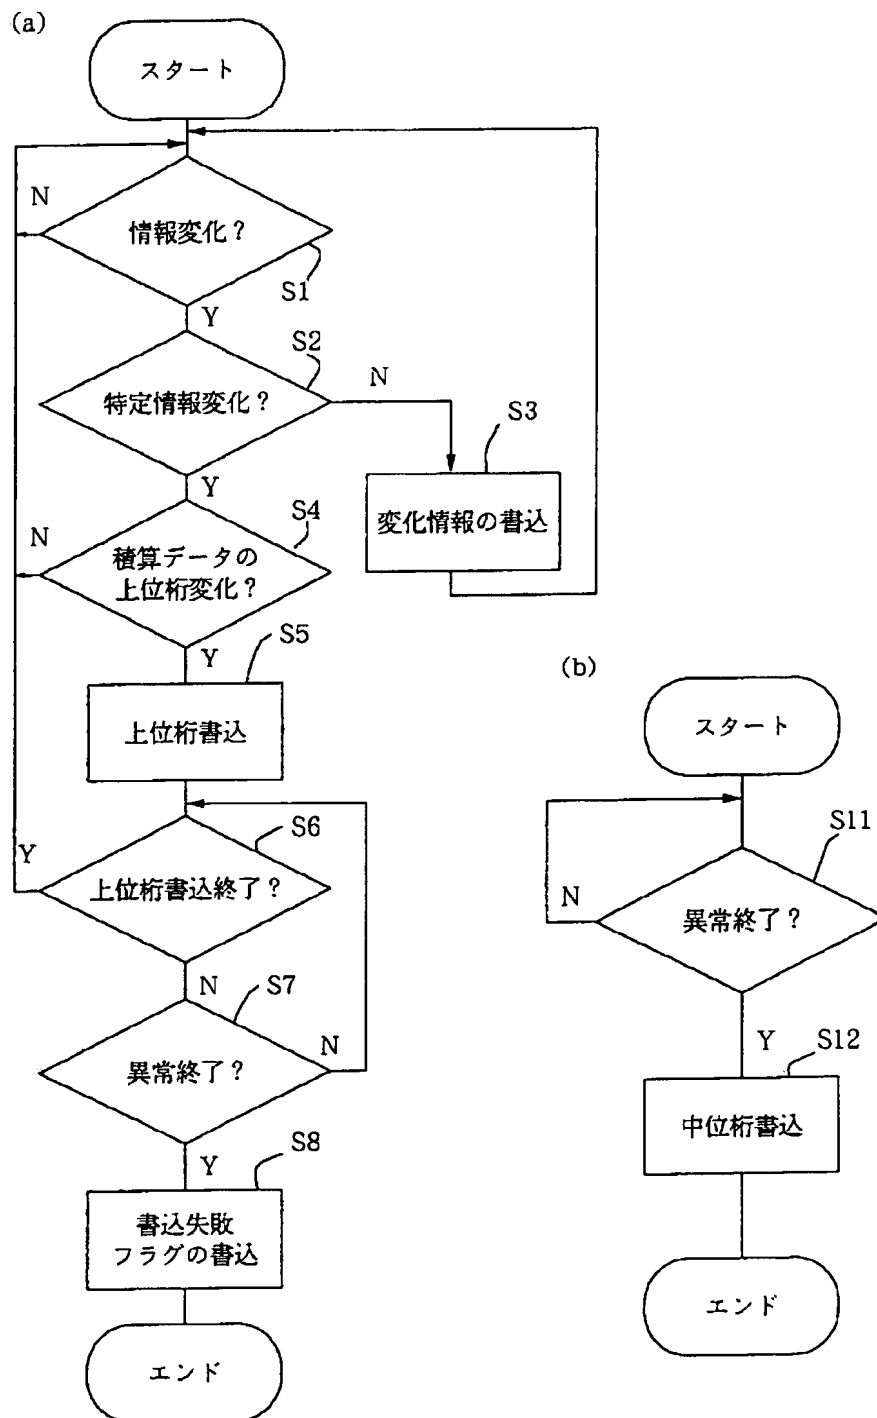 (a)
スタート
N
情報変化?
S1
Y
S2
特定情報変化?
N
S3
変化情報の書込
Y
S4
N
積算データの
上位桁変化?
Y
S5
上位桁書込
S6
Y
上位桁書込終了?
N
S7
異常終了?
N
Y
S8
書込失敗
フラグの書込
エンド
(b)
スタート
S11
N
異常終了?
Y
S12
中位桁書込
エンド